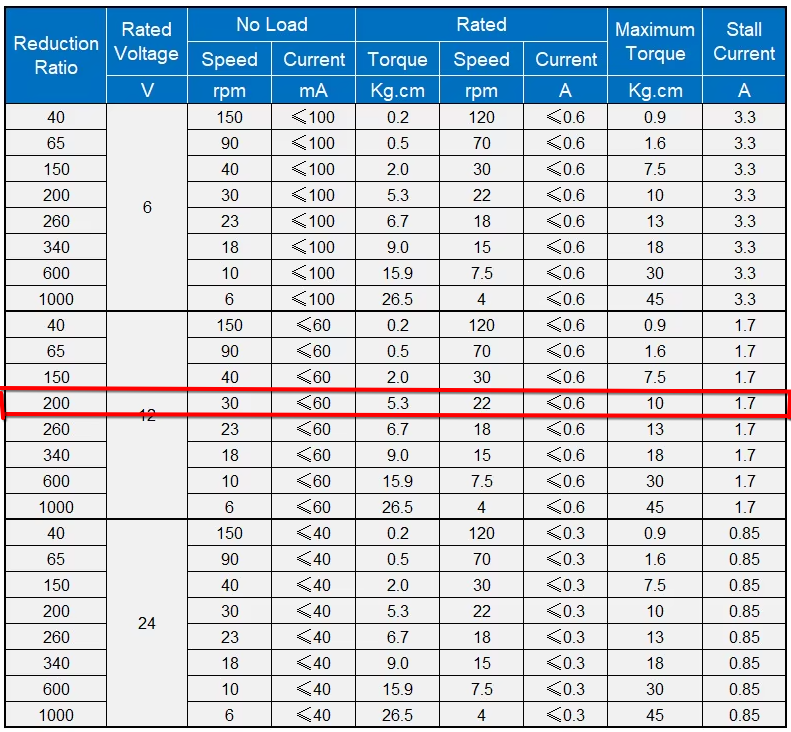 Reduction Ratio Rated Voltage No Load Rated Maximum Torque Stall Current
Speed Current Torque Speed Current
V rpm mA Kg.cm rpm A Kg.cm A
40 150 ⩽100 0.2 120 ⩽0.6 0.9 3.3
65 90 ⩽100 0.5 70 ⩽0.6 1.6 3.3
150 40 ⩽100 2.0 30 ⩽0.6 7.5 3.3
200 30 ⩽100 5.3 22 ⩽0.6 10 3.3
6
260 23 ⩽100 6.7 18 ⩽0.6 13 3.3
340 18 ⩽100 9.0 15 ⩽0.6 18 3.3
600 10 ⩽100 15.9 7.5 ⩽0.6 30 3.3
1000 6 ⩽100 26.5 4 ⩽0.6 45 3.3
40 150 ⩽60 0.2 120 ⩽0.6 0.9 1.7
65 90 ⩽60 0.5 70 ⩽0.6 1.6 1.7
150 40 ⩽60 2.0 30 ⩽0.6 7.5 1.7
200 30 ⩽60 5.3 22 ⩽0.6 10 1.7
12
260 23 ⩽60 6.7 18 ⩽0.6 13 1.7
340 18 ⩽60 9.0 15 ⩽0.6 18 1.7
600 10 ⩽60 15.9 7.5 ⩽0.6 30 1.7
1000 6 ⩽60 26.5 4 ⩽0.6 45 1.7
40 150 ⩽40 0.2 120 ⩽0.3 0.9 0.85
65 90 ⩽40 0.5 70 ⩽0.3 1.6 0.85
150 40 ⩽40 2.0 30 ⩽0.3 7.5 0.85
200 30 ⩽40 5.3 22 ⩽0.3 10 0.85
24
260 23 ⩽40 6.7 18 ⩽0.3 13 0.85
340 18 ⩽40 9.0 15 ⩽0.3 18 0.85
600 10 ⩽40 15.9 7.5 ⩽0.3 30 0.85
1000 6 ⩽40 26.5 4 ⩽0.3 45 0.85